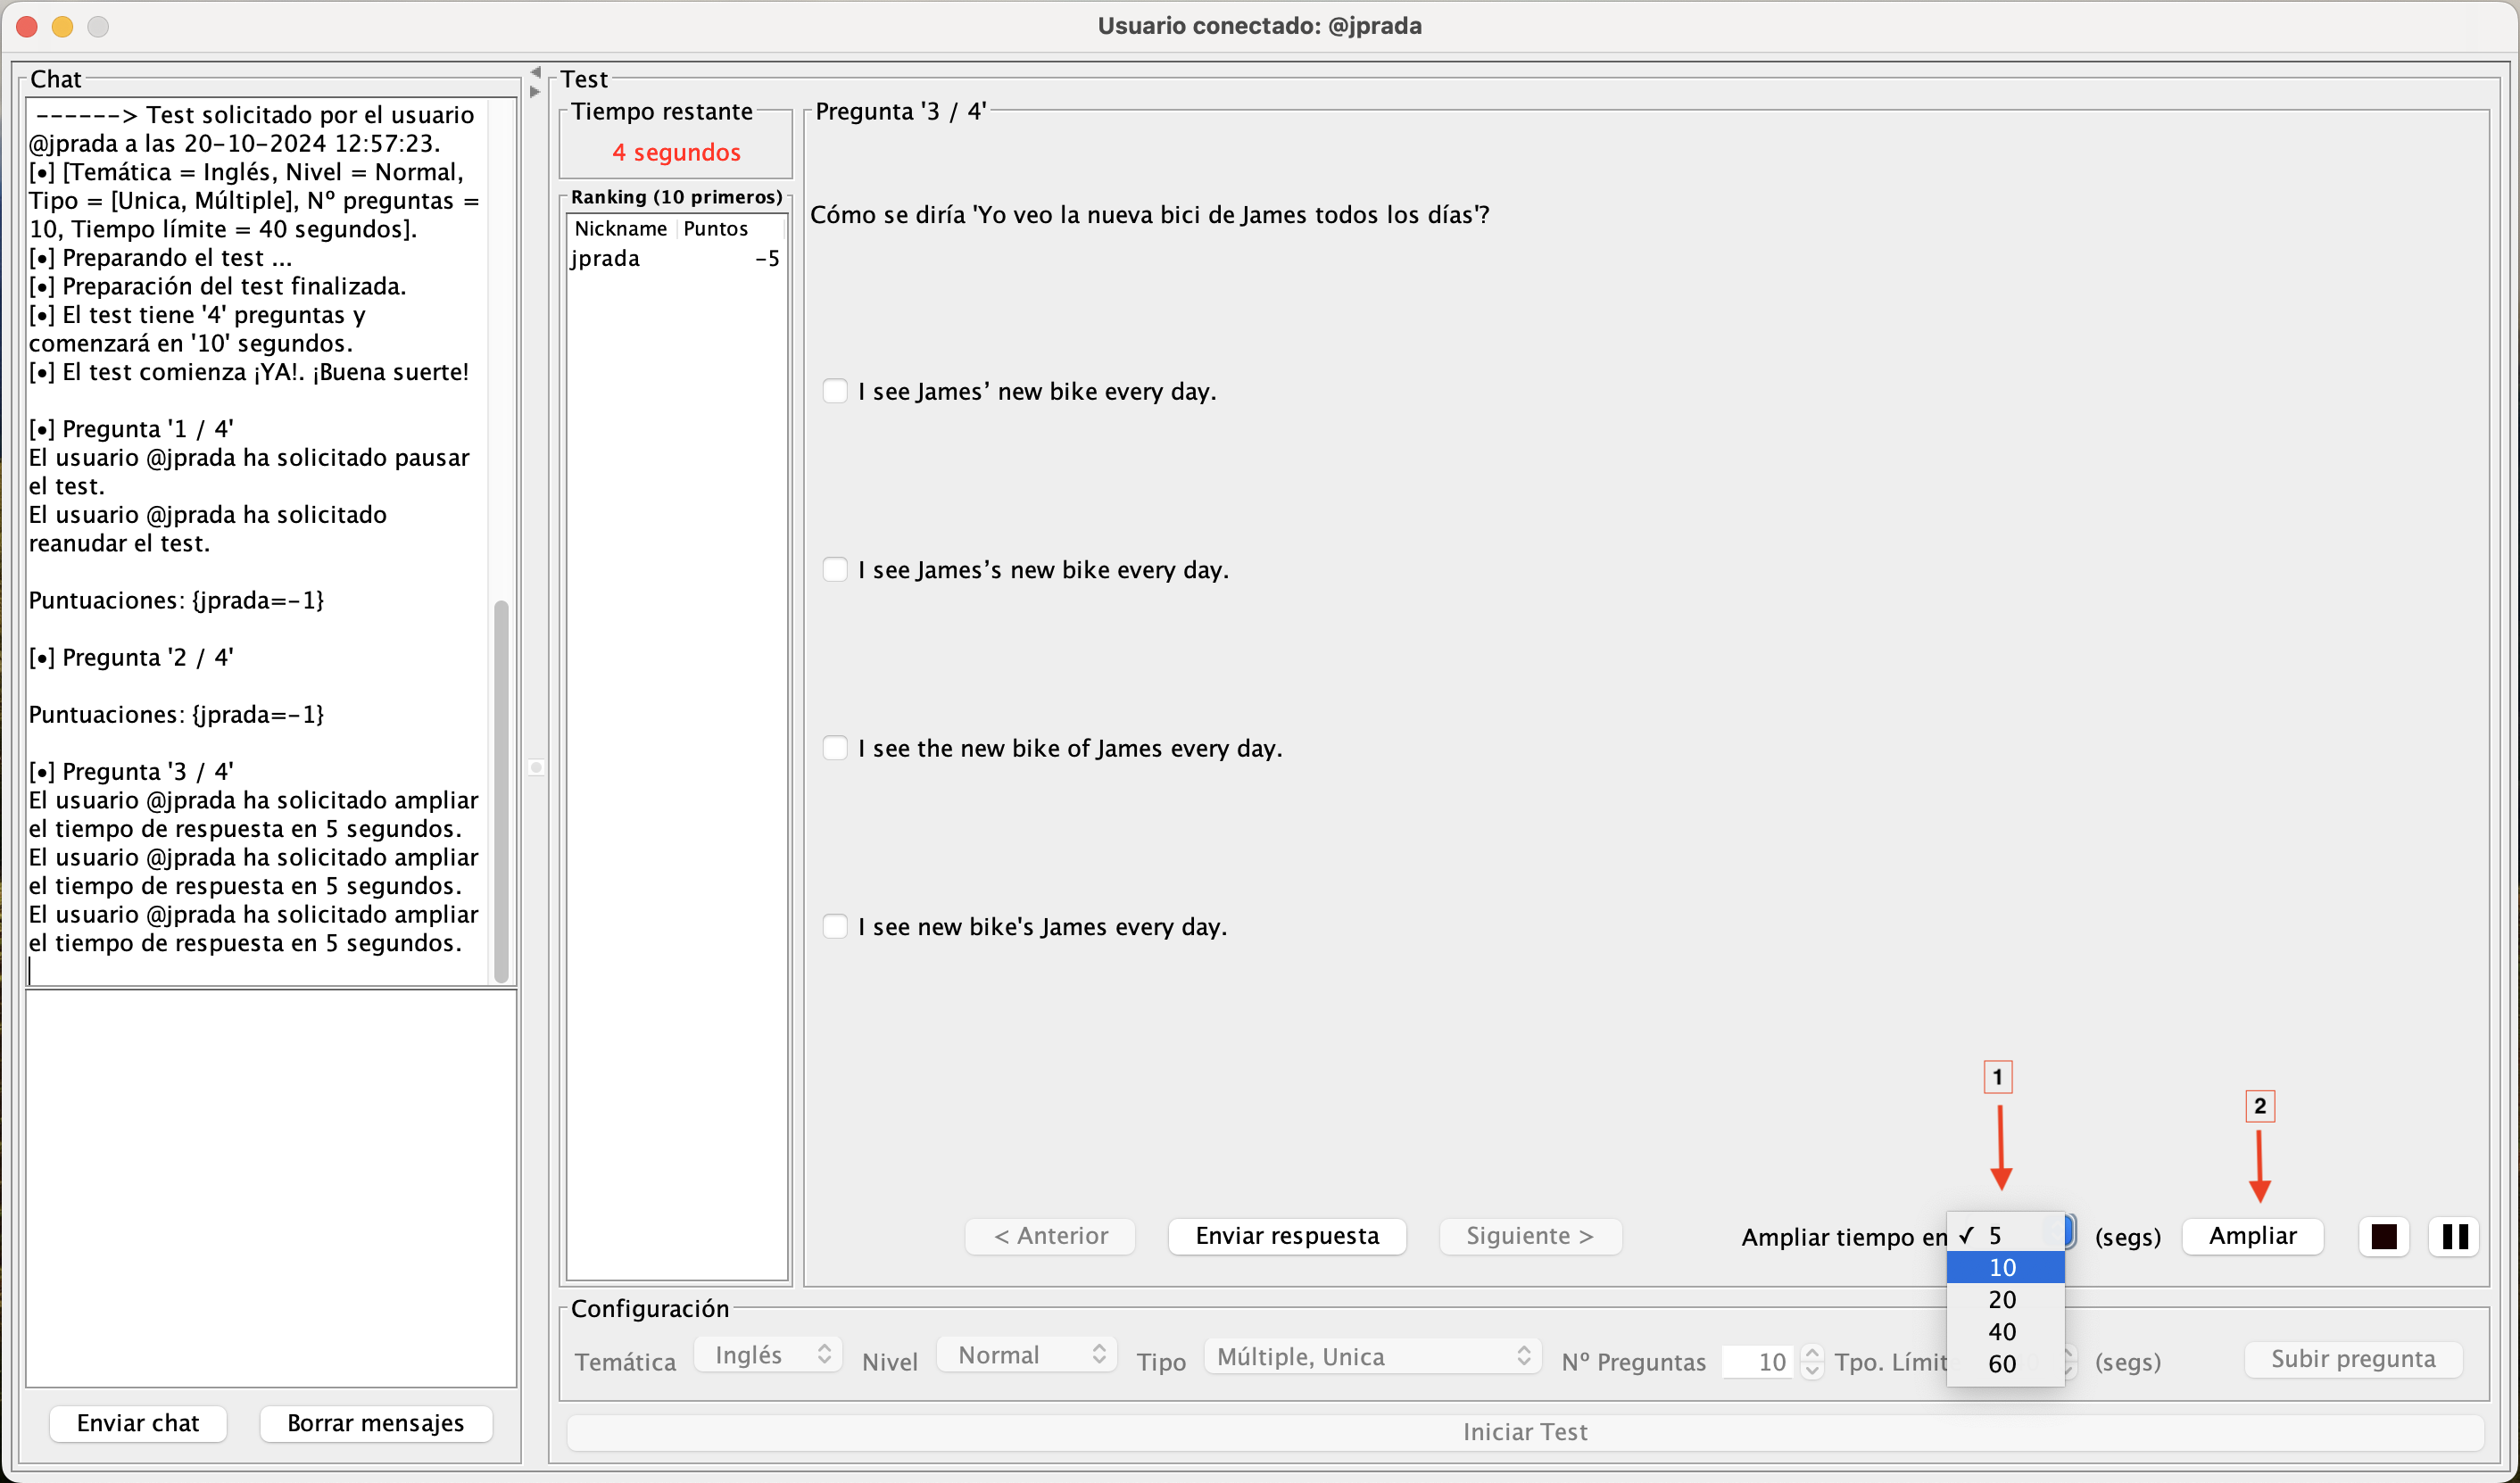 Usuario conectado: @jprada
Chat
------> Test solicitado por el usuario
@jprada a las 20-10-2024 12:57:23.
[•] [Temática = Inglés, Nivel = Normal,
Tipo = [Unica, Múltiple], Nº preguntas =
10, Tiempo límite = 40 segundos].
[•] Preparando el test ...
[•] Preparación del test finalizada.
[•] El test tiene '4' preguntas y
comenzará en '10' segundos.
[•] El test comienza ¡YA!. ¡Buena suerte!
[•] Pregunta '1 / 4'
El usuario @jprada ha solicitado pausar
el test.
El usuario @jprada ha solicitado
reanudar el test.
Puntuaciones: {jprada=-1}
[•] Pregunta '2 / 4'
Puntuaciones: {jprada=-1}
[•] Pregunta '3 / 4'
El usuario @jprada ha solicitado ampliar
el tiempo de respuesta en 5 segundos.
El usuario @jprada ha solicitado ampliar
el tiempo de respuesta en 5 segundos.
El usuario @jprada ha solicitado ampliar
el tiempo de respuesta en 5 segundos.
Enviar chat Borrar mensajes
Test
Tiempo restante
4 segundos
Ranking (10 primeros)
Nickname Puntos
jprada -5
Pregunta '3 / 4'
Cómo se diría 'Yo veo la nueva bici de James todos los días'?
I see James’ new bike every day.
I see James’s new bike every day.
I see the new bike of James every day.
I see new bike's James every day.
1
2
< Anterior Enviar respuesta Siguiente > Ampliar tiempo en ✓ 5 (segs) Ampliar
10
20
40
60
Configuración
Temática Inglés Nivel Normal Tipo Múltiple, Unica Nº Preguntas 10 Tpo. Límit (segs) Subir pregunta
Iniciar Test